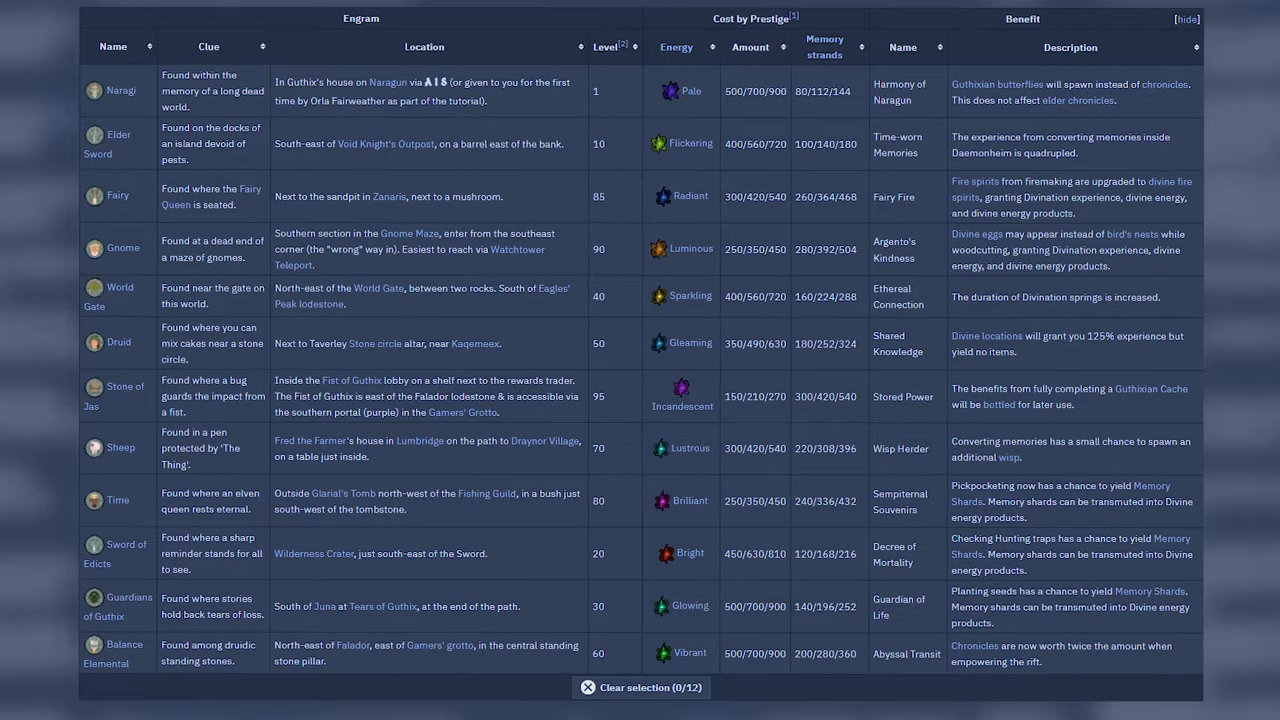 Engram Cost by Prestige[1] Benefit [hide]
Name Clue Location Level[2] Energy Amount Memory strands Name Description
Naragi
Found within the
memory of a long dead
world.
In Guthix's house on Naragun via AIS (or given to you for the first
time by Orla Fairweather as part of the tutorial).
1
Pale
500/700/900
80/112/144
Harmony of
Naragun
Guthixian butterflies will spawn instead of chronicles.
This does not affect elder chronicles.
Elder
Sword
Found on the docks of
an island devoid of
pests.
South-east of Void Knight's Outpost, on a barrel east of the bank.
10
Flickering
400/560/720
100/140/180
Time-worn
Memories
The experience from converting memories inside
Daemonheim is quadrupled.
Fairy
Found where the Fairy
Queen is seated.
Next to the sandpit in Zanaris, next to a mushroom.
85
Radiant
300/420/540
260/364/468
Fairy Fire
Fire spirits from firemaking are upgraded to divine fire
spirits, granting Divination experience, divine energy,
and divine energy products.
Gnome
Found at a dead end of
a maze of gnomes.
Southern section in the Gnome Maze, enter from the southeast
corner (the "wrong" way in). Easiest to reach via Watchtower
Teleport.
90
Luminous
250/350/450
280/392/504
Argento's
Kindness
Divine eggs may appear instead of bird's nests while
woodcutting, granting Divination experience, divine
energy, and divine energy products.
World
Gate
Found near the gate on
this world.
North-east of the World Gate, between two rocks. South of Eagles'
Peak lodestone.
40
Sparkling
400/560/720
160/224/288
Ethereal
Connection
The duration of Divination springs is increased.
Druid
Found where you can
mix cakes near a stone
circle.
Next to Taverley Stone circle altar, near Kaqemeex.
50
Gleaming
350/490/630
180/252/324
Shared
Knowledge
Divine locations will grant you 125% experience but
yield no items.
Stone of
Jas
Found where a bug
guards the impact from
a fist.
Inside the Fist of Guthix lobby on a shelf next to the rewards trader.
The Fist of Guthix is east of the Falador lodestone & is accessible via
the southern portal (purple) in the Gamers' Grotto.
95
Incandescent
150/210/270
300/420/540
Stored Power
The benefits from fully completing a Guthixian Cache
will be bottled for later use.
Sheep
Found in a pen
protected by 'The
Thing'.
Fred the Farmer's house in Lumbridge on the path to Draynor Village,
on a table just inside.
70
Lustrous
300/420/540
220/308/396
Wisp Herder
Converting memories has a small chance to spawn an
additional wisp.
Time
Found where an elven
queen rests eternal.
Outside Glarial's Tomb north-west of the Fishing Guild, in a bush just
south-west of the tombstone.
80
Brilliant
250/350/450
240/336/432
Sempiternal
Souvenirs
Pickpocketing now has a chance to yield Memory
Shards. Memory shards can be transmuted into Divine
energy products.
Sword of
Edicts
Found where a sharp
reminder stands for all
to see.
Wilderness Crater, just south-east of the Sword.
20
Bright
450/630/810
120/168/216
Decree of
Mortality
Checking Hunting traps has a chance to yield Memory
Shards. Memory shards can be transmuted into Divine
energy products.
Guardians
of Guthix
Found where stories
hold back tears of loss.
South of Juna at Tears of Guthix, at the end of the path.
30
Glowing
500/700/900
140/196/252
Guardian of
Life
Planting seeds has a chance to yield Memory Shards.
Memory shards can be transmuted into Divine energy
products.
Balance
Elemental
Found among druidic
standing stones.
North-east of Falador, east of Gamers' grotto, in the central standing
stone pillar.
60
Vibrant
500/700/900
200/280/360
Abyssal Transit
Chronicles are now worth twice the amount when
empowering the rift.
Clear selection (0/12)